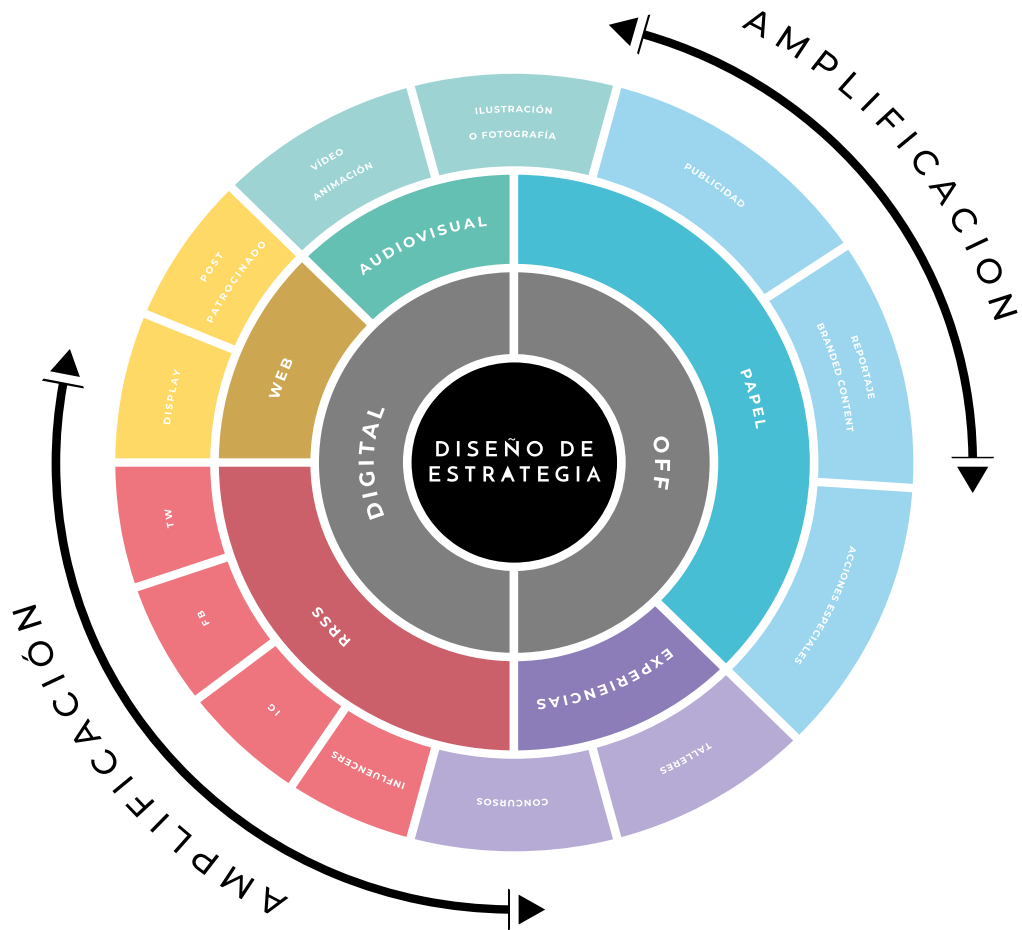 AMPLIFICACION
ILUSTRACIÓN
O FOTOGRAFÍA
VÍDEO
ANIMACIÓN
PUBLICIDAD
AUDIOVISUAL
POST
PATROCINADO
REPORTAJE
BRANDED CONTENT
WEB
DISPLAY
PAPEL
DIGITAL
DISEÑO DE
ESTRATEGIA
OFF
TW
FB
RRSS
IG
INFLUENCERS
EXPERIENCIAS
ACCIONES ESPECIALES
TALLERES
CONCURSOS
AMPLIFICACIÓN